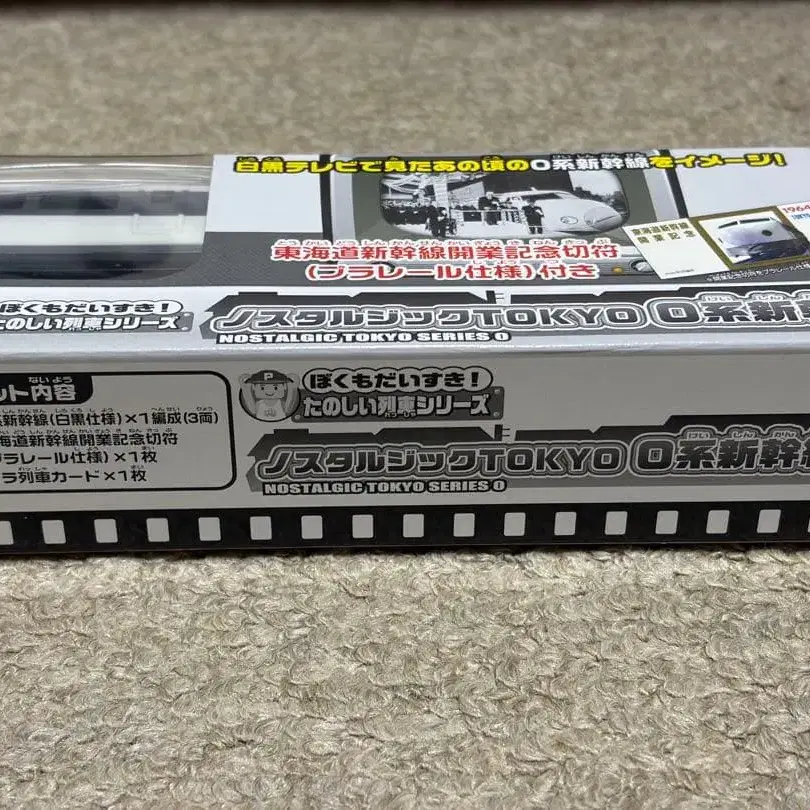 白黒テレビで見たあの頃の0系新幹線をイメージ!
東海道新幹線開業記念切符
(プラレール仕様)付き
東海道新幹線
開業記念
1964
ぼくもだいすき!
たのしい列車シリーズ
ノスタルジックTOKYO 0系新幹
NOSTALGIC TOKYO SERIES 0
ット内容
系新幹線(白黒仕様)×1編成(3両)
海道新幹線開業記念切符
プラレール仕様)×1枚
ラ列車カード×1枚
P
ぼくもだいすき!
たのしい列車シリーズ
ノスタルジックTOKYO 0系新幹線
NOSTALGIC TOKYO SERIES 0